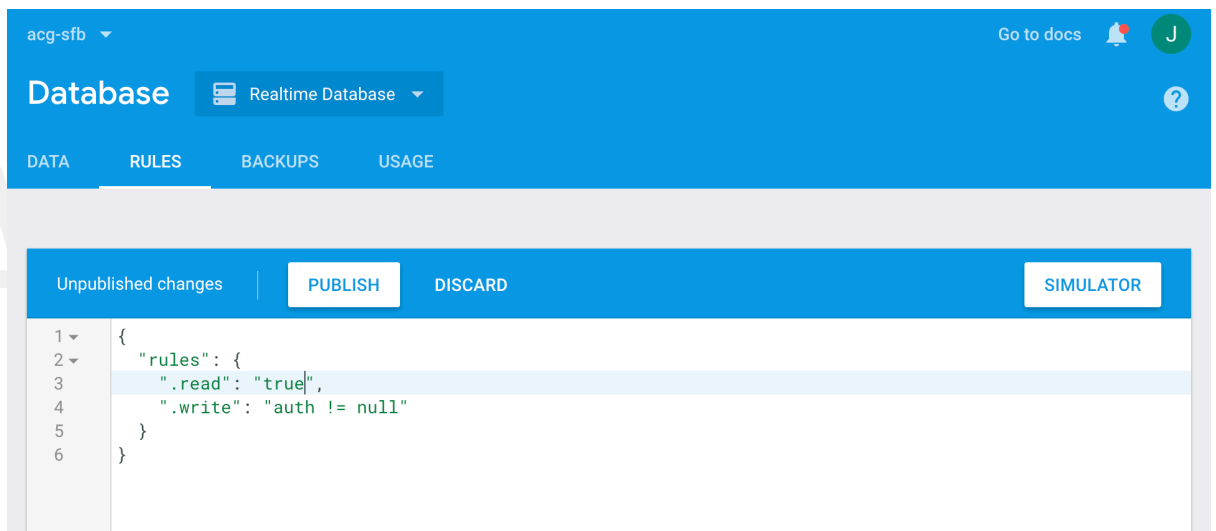 acg-sfb Go to docs J
Database Realtime Database ?
DATA RULES BACKUPS USAGE
Unpublished changes PUBLISH DISCARD SIMULATOR
1 {
2 "rules": {
3 ".read": "true",
4 ".write": "auth != null"
5 }
6 }